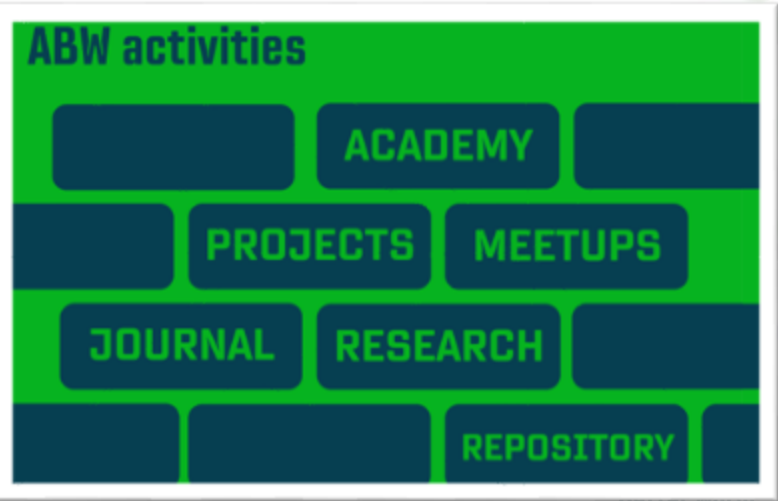 ABW activities
ACADEMY
PROJECTS MEETUPS
JOURNAL RESEARCH
REPOSITORY